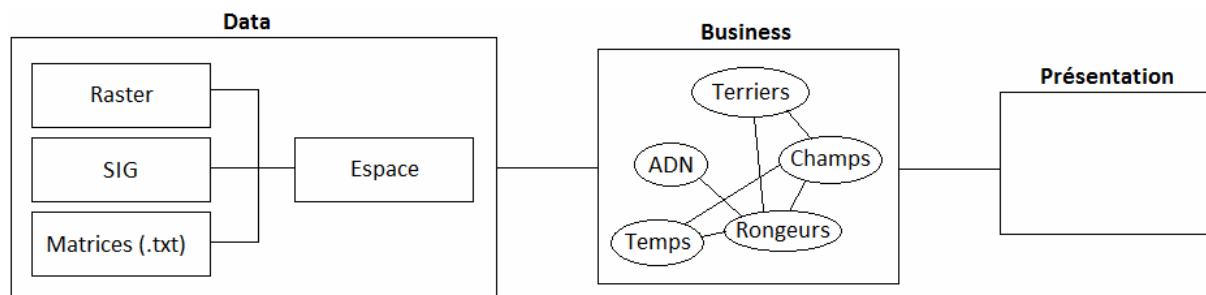 Data
Raster
SIG
Matrices (.txt)
Espace
Business
Terriers
ADN
Champs
Temps
Rongeurs
Présentation